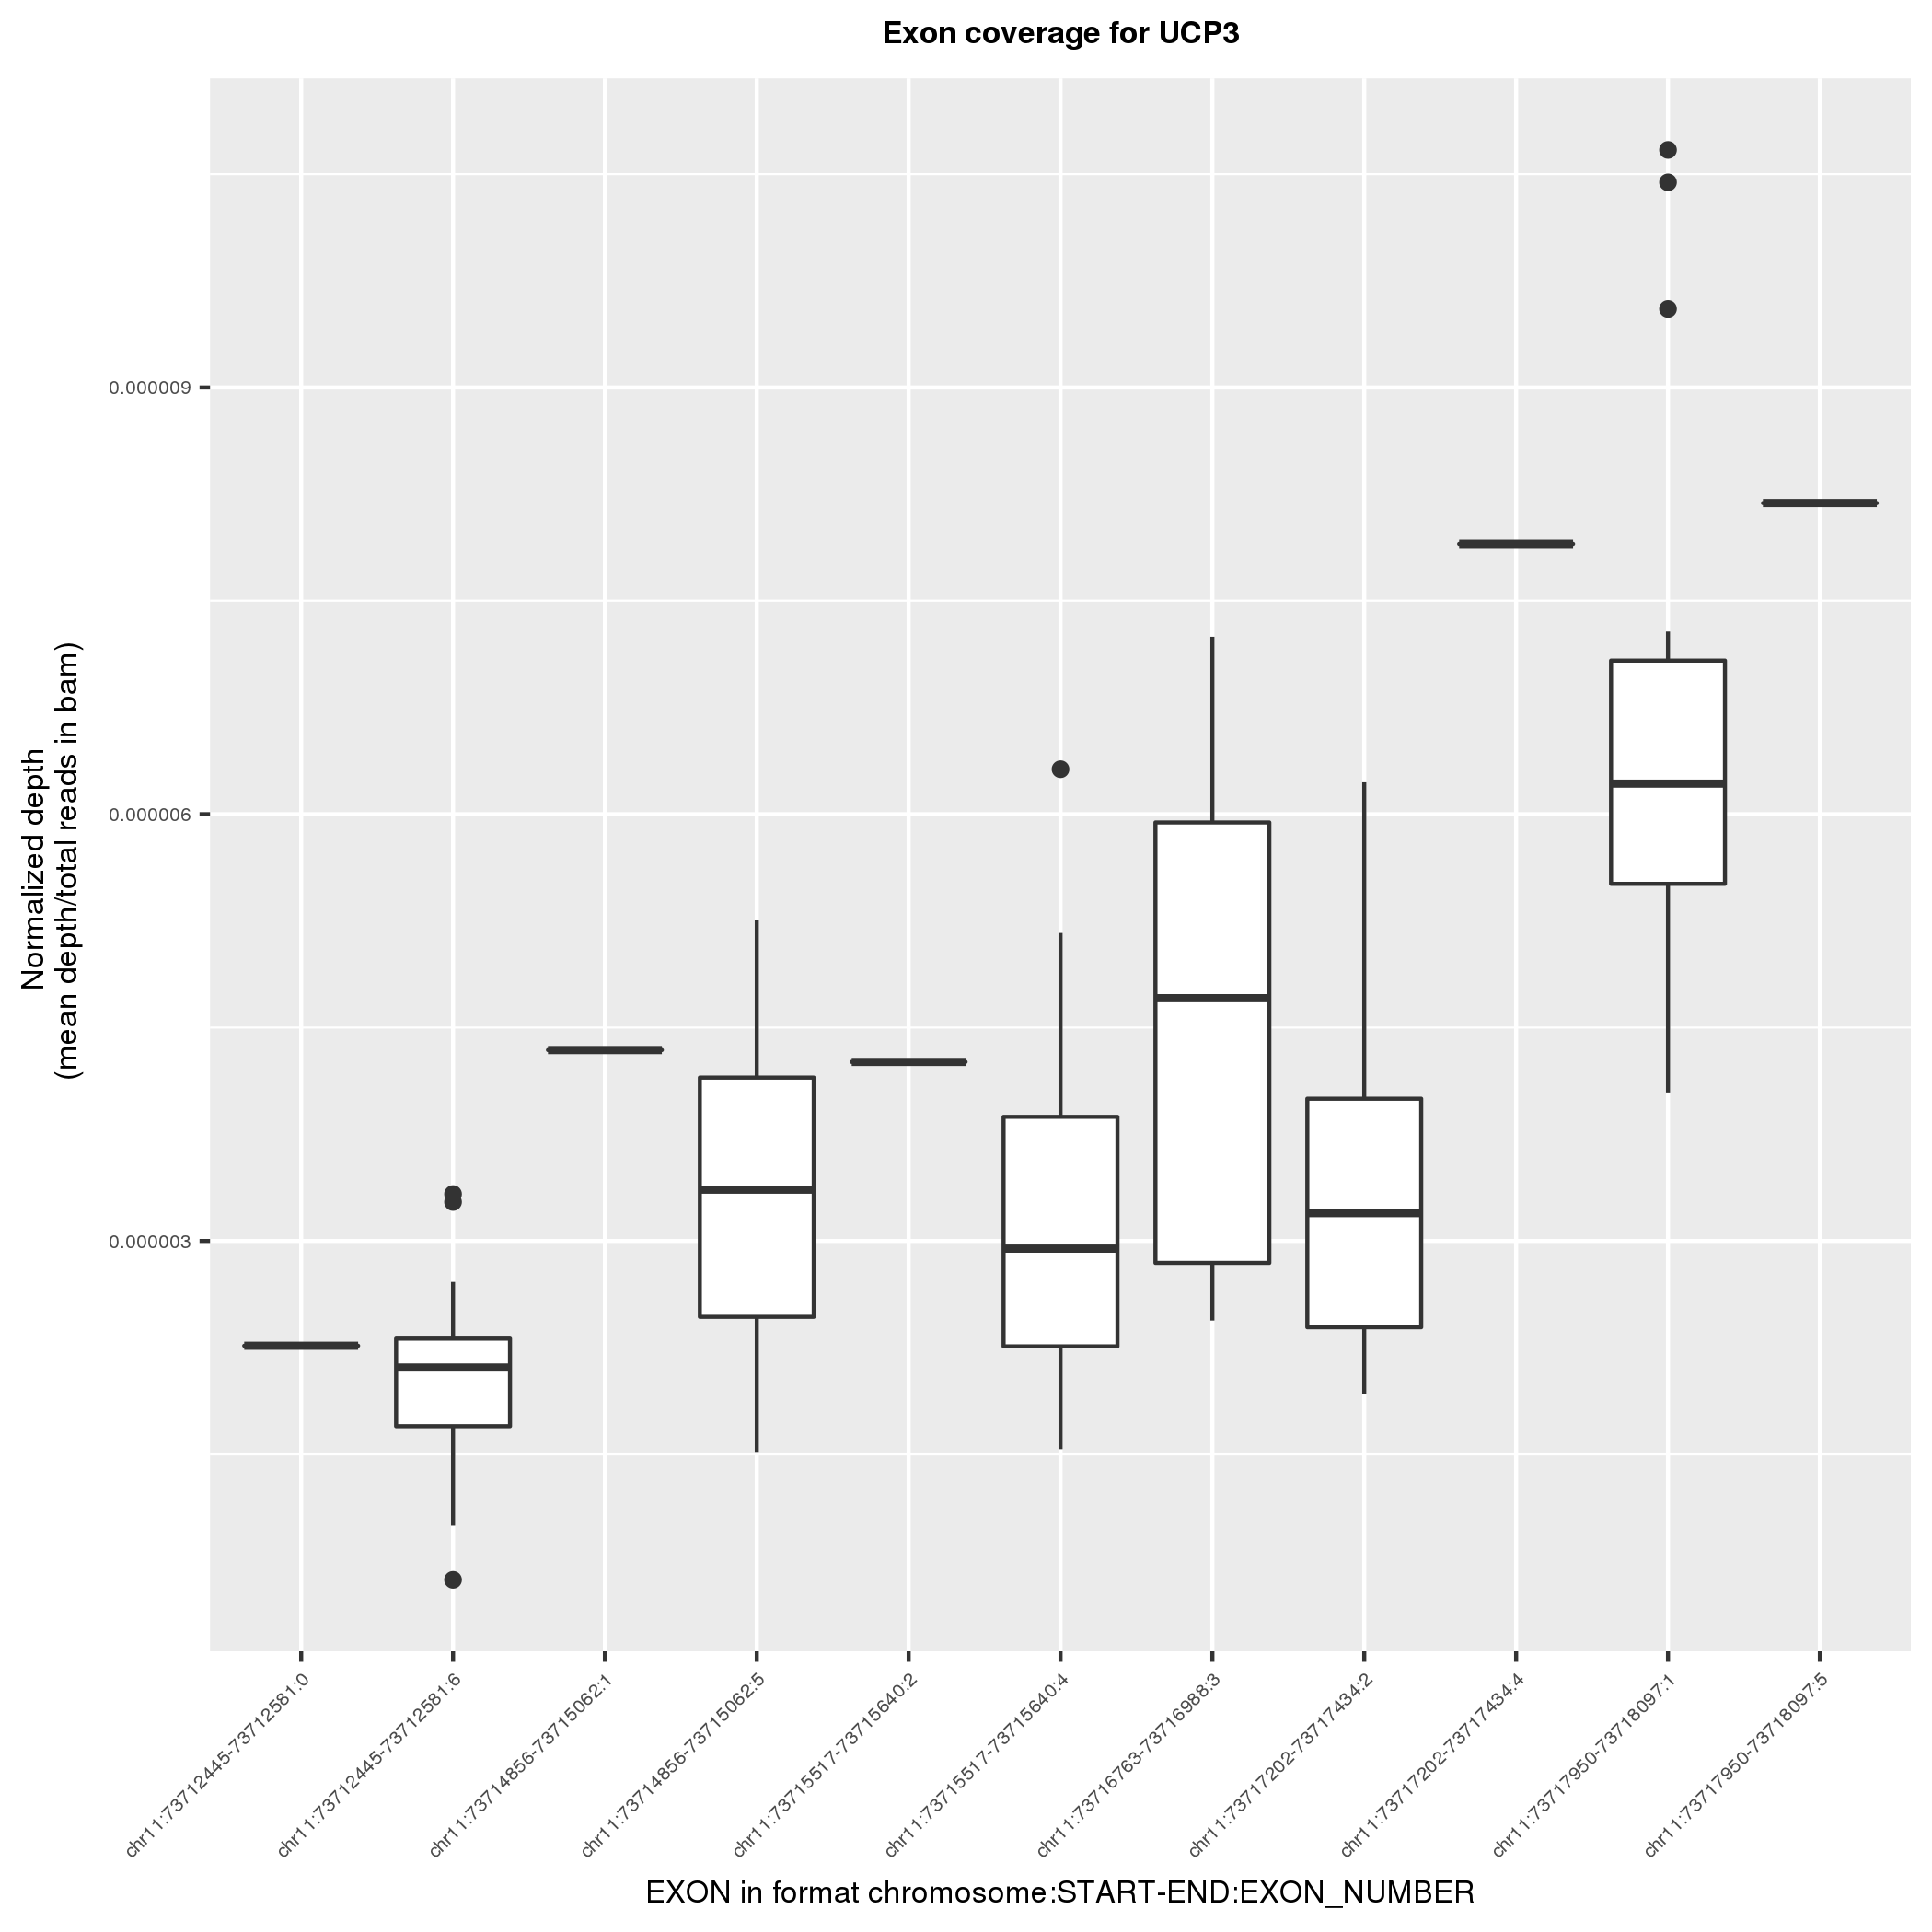 Exon coverage for UCP3
Normalized depth
(mean depth/total reads in bam)
0.000009
0.000006
0.000003
chr11:73712445-73712581:0
chr11:73712445-73712581:6
chr11:73714856-73715062:1
chr11:73714856-73715062:5
chr11:73715517-73715640:2
chr11:73715517-73715640:4
chr11:73716763-73716988:3
chr11:73717202-73717434:2
chr11:73717202-73717434:4
chr11:73717950-73718097:1
chr11:73717950-73718097:5
EXON in format chromosome:START-END:EXON_NUMBER